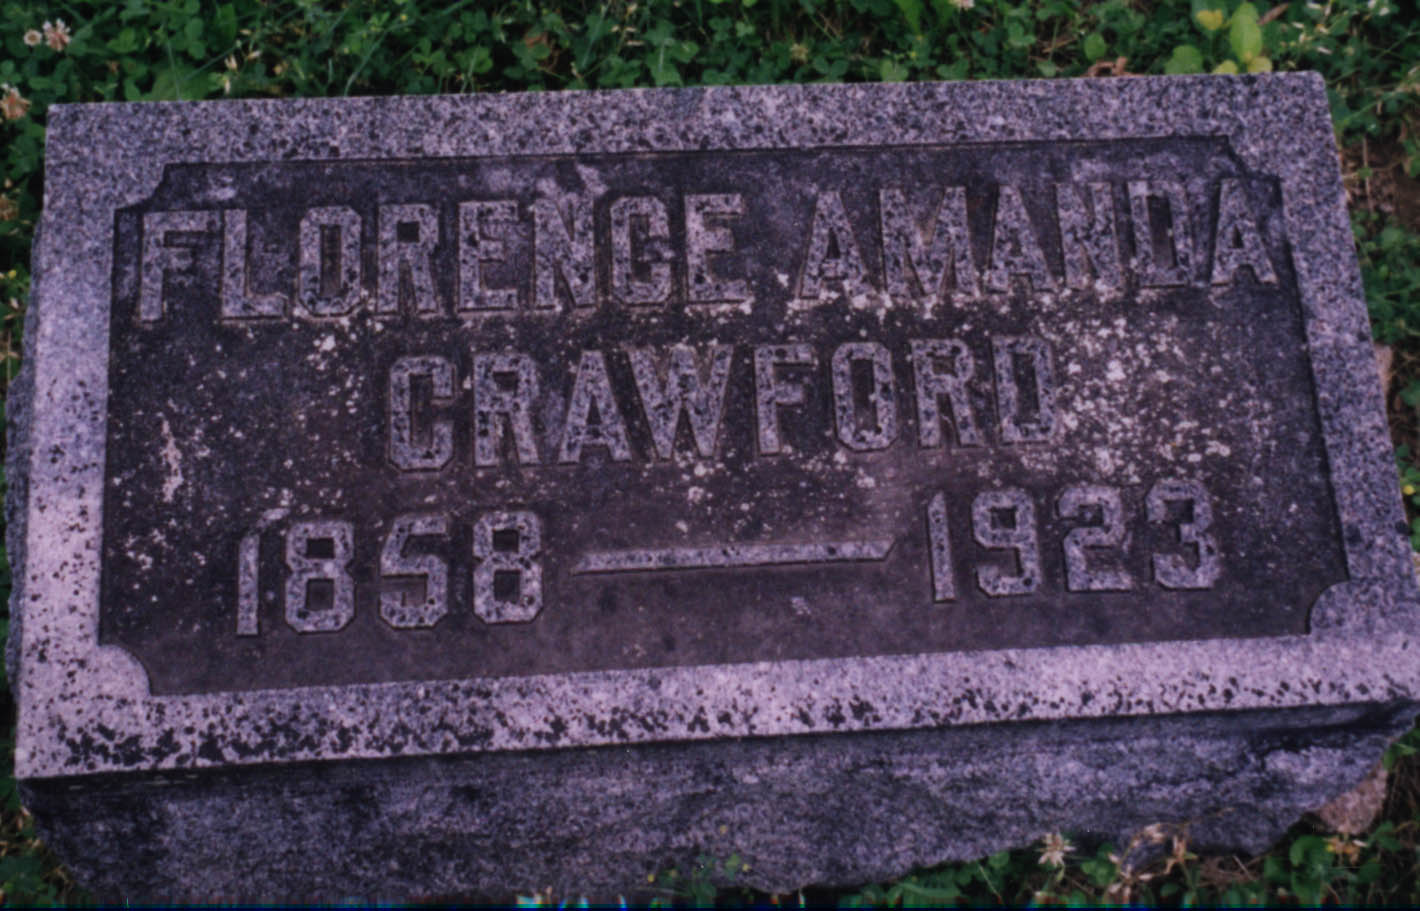 FLORENCE AMANDA
CRAWFORD
1858 — 1923